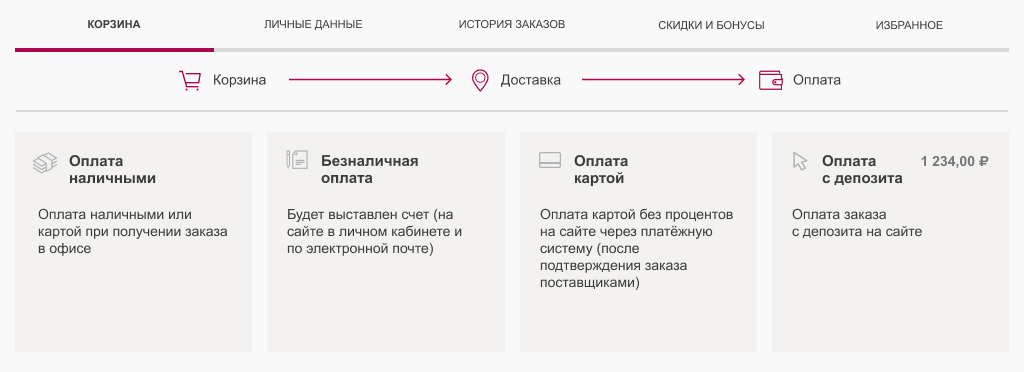 КОРЗИНА
ЛИЧНЫЕ ДАННЫЕ
ИСТОРИЯ ЗАКАЗОВ
СКИДКИ И БОНУСЫ
ИЗБРАННОЕ
Корзина
Доставка
Оплата
Оплата
наличными
Оплата наличными или
картой при получении заказа
в офисе
Безналичная
оплата
Будет выставлен счет (на
сайте в личном кабинете и
по электронной почте)
Оплата
картой
Оплата картой без процентов
на сайте через платёжную
систему (после
подтверждения заказа
поставщиками)
Оплата
с депозита
1 234,00 ₽
Оплата заказа
с депозита на сайте